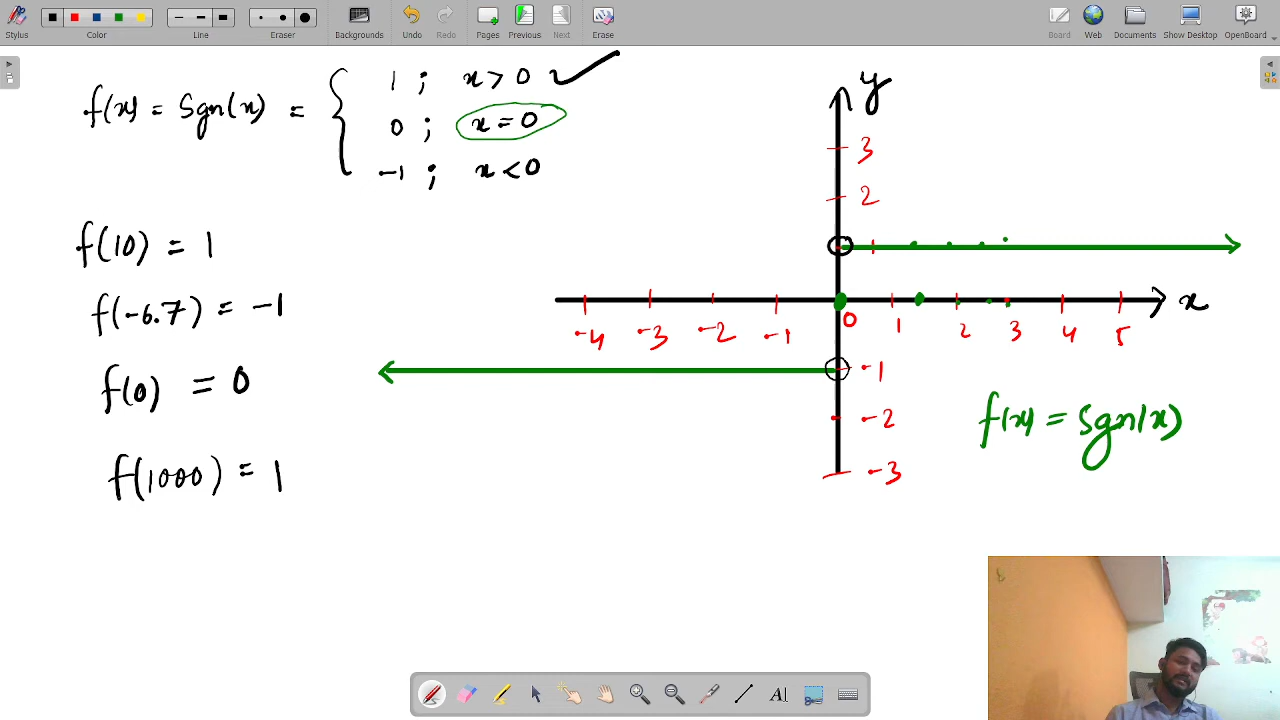 Stylus Color Line Eraser Backgrounds Undo Redo Pages Previous Next Erase Board Web Documents Show Desktop OpenBoard
f(x) = Sgn(x) = { 1 ; x > 0
0 ; x = 0
-1 ; x < 0
f(10) = 1
f(-6.7) = -1
f(0) = 0
f(1000) = 1
y
3
2
1
-4 -3 -2 -1 0 1 2 3 4 5 x
-1
-2
-3
f(x) = Sgn(x)
AI